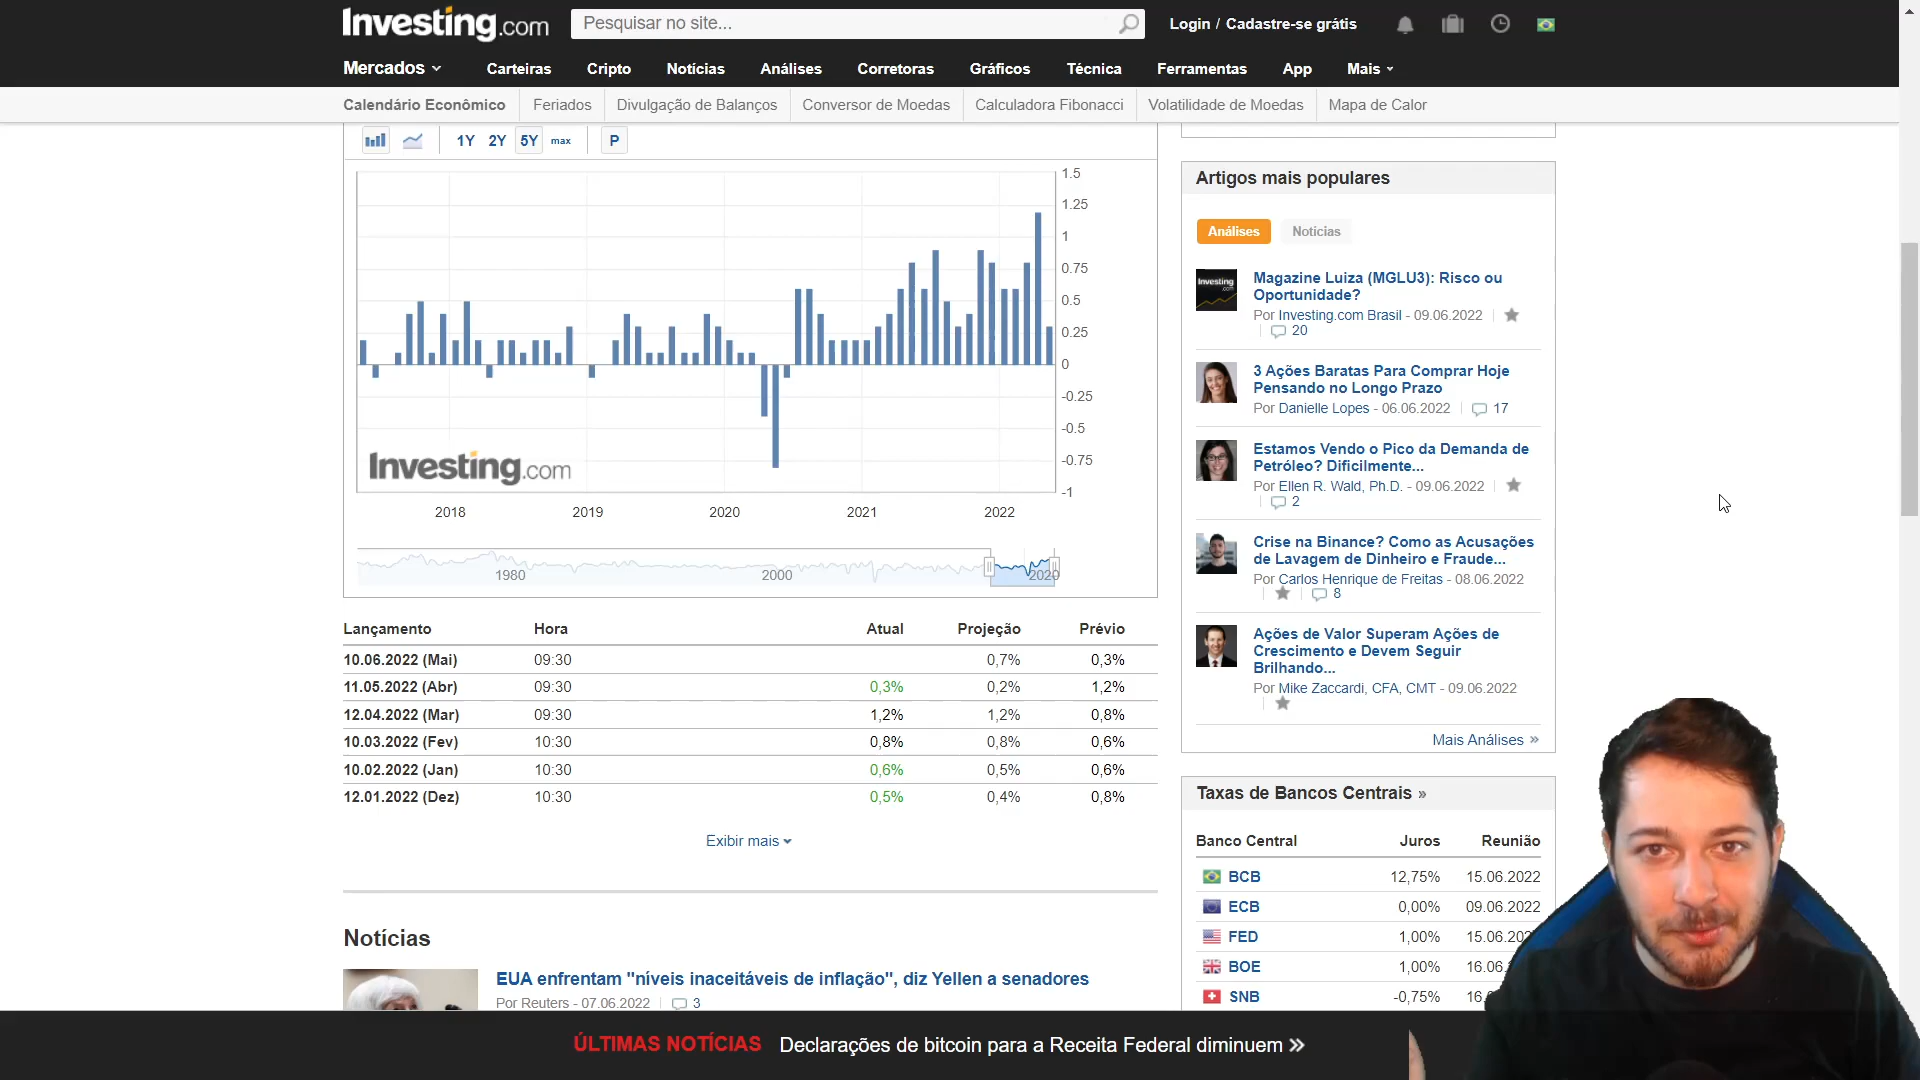 Investing.com
Pesquisar no site...
Login / Cadastre-se grátis
Mercados
Carteiras
Cripto
Notícias
Análises
Corretoras
Gráficos
Técnica
Ferramentas
App
Mais
Calendário Econômico
Feriados
Divulgação de Balanços
Conversor de Moedas
Calculadora Fibonacci
Volatilidade de Moedas
Mapa de Calor
1Y 2Y 5Y max P
1.5
1.25
1
0.75
0.5
0.25
0
-0.25
-0.5
-0.75
-1
Investing.com
2018 2019 2020 2021 2022
1980 2000 2020
Lançamento Hora Atual Projeção Prévio
10.06.2022 (Mai) 09:30 0,7% 0,3%
11.05.2022 (Abr) 09:30 0,3% 0,2% 1,2%
12.04.2022 (Mar) 09:30 1,2% 1,2% 0,8%
10.03.2022 (Fev) 10:30 0,8% 0,8% 0,6%
10.02.2022 (Jan) 10:30 0,6% 0,5% 0,6%
12.01.2022 (Dez) 10:30 0,5% 0,4% 0,8%
Exibir mais
Notícias
EUA enfrentam "níveis inaceitáveis de inflação", diz Yellen a senadores
Por Reuters - 07.06.2022 3
Artigos mais populares
Análises Notícias
Investing.com
Magazine Luiza (MGLU3): Risco ou
Oportunidade?
Por Investing.com Brasil - 09.06.2022
20
3 Ações Baratas Para Comprar Hoje
Pensando no Longo Prazo
Por Danielle Lopes - 06.06.2022 17
Estamos Vendo o Pico da Demanda de
Petróleo? Dificilmente...
Por Ellen R. Wald, Ph.D. - 09.06.2022
2
Crise na Binance? Como as Acusações
de Lavagem de Dinheiro e Fraude...
Por Carlos Henrique de Freitas - 08.06.2022
8
Ações de Valor Superam Ações de
Crescimento e Devem Seguir
Brilhando...
Por Mike Zaccardi, CFA, CMT - 09.06.2022
Mais Análises »
Taxas de Bancos Centrais »
Banco Central Juros Reunião
BCB 12,75% 15.06.2022
ECB 0,00% 09.06.2022
FED 1,00% 15.06.202
BOE 1,00% 16.06.
SNB -0,75% 16
ÚLTIMAS NOTÍCIAS Declarações de bitcoin para a Receita Federal diminuem »